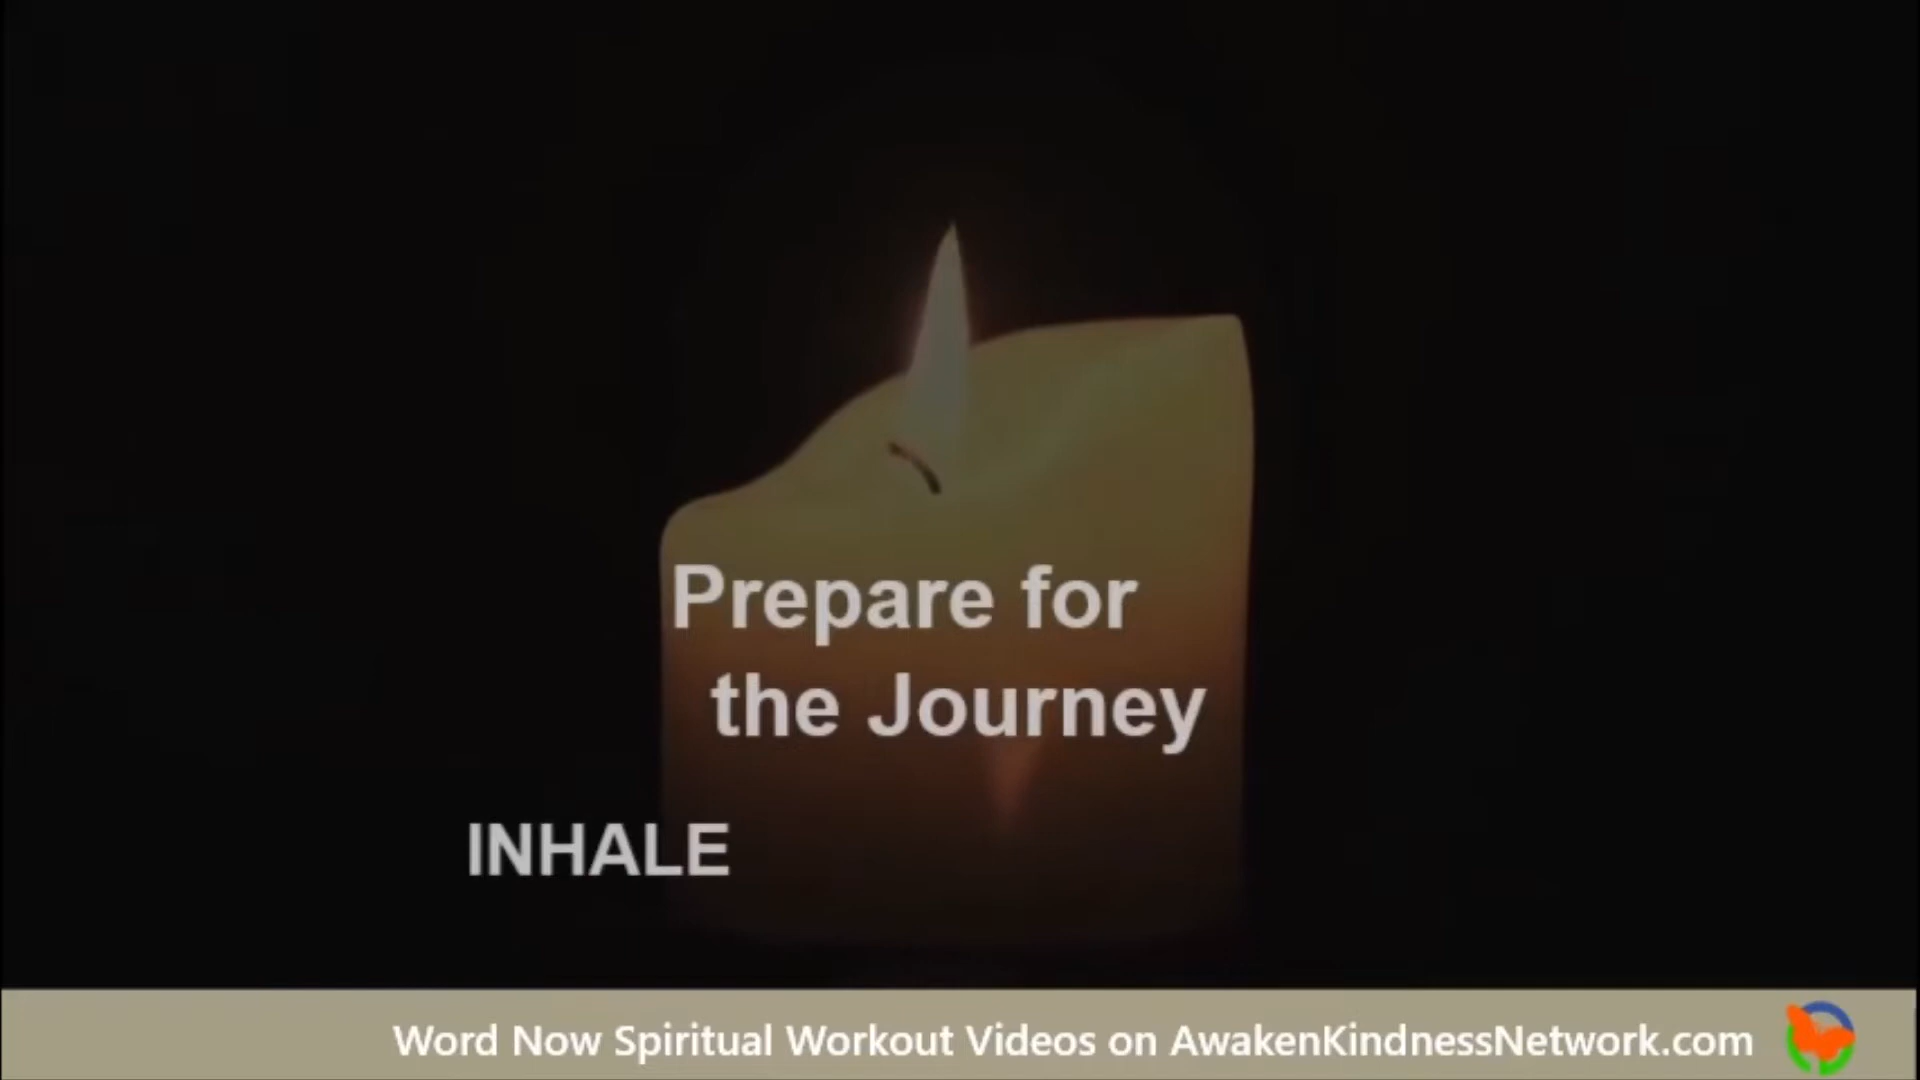 Prepare for
the Journey
INHALE
Word Now Spiritual Workout Videos on AwakenKindnessNetwork.com